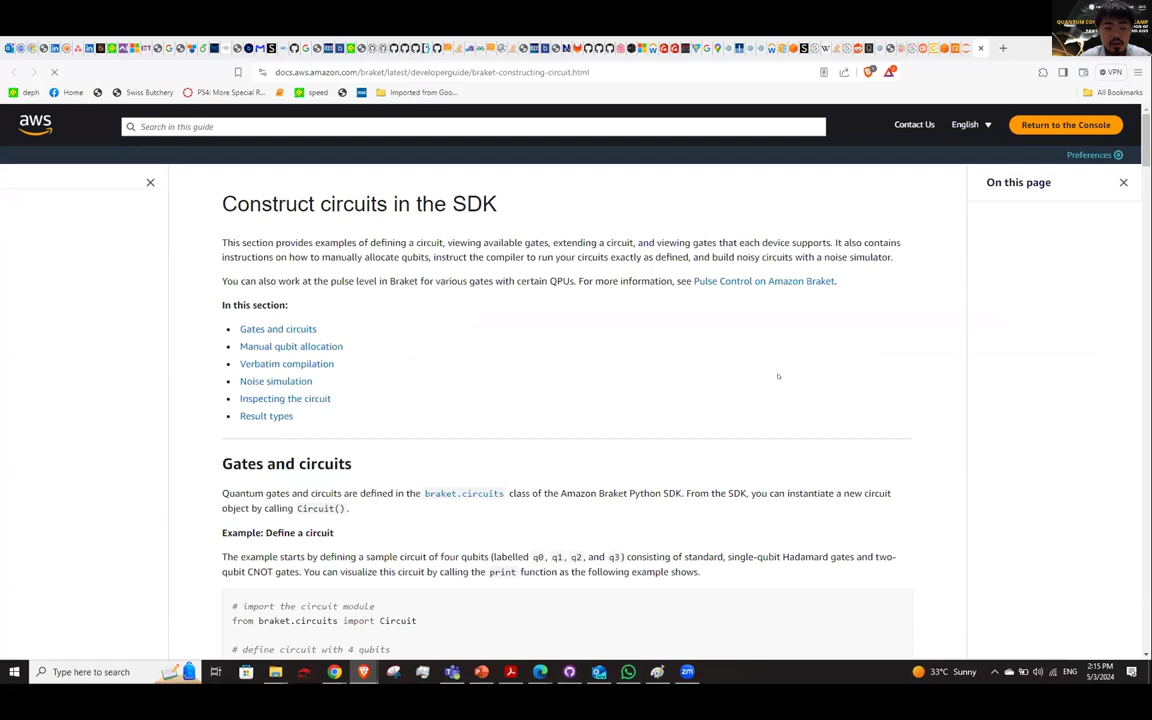 QUANTUM CO
CAMP
docs.aws.amazon.com/braket/latest/developerguide/braket-constructing-circuit.html
VPN
deph
Home
Swiss Butchery
PS4: More Special R...
speed
Imported from Goo...
All Bookmarks
aws
Search in this guide
Contact Us
English
Return to the Console
Preferences
Construct circuits in the SDK
On this page
This section provides examples of defining a circuit, viewing available gates, extending a circuit, and viewing gates that each device supports. It also contains
instructions on how to manually allocate qubits, instruct the compiler to run your circuits exactly as defined, and build noisy circuits with a noise simulator.
You can also work at the pulse level in Braket for various gates with certain QPUs. For more information, see Pulse Control on Amazon Braket.
In this section:
• Gates and circuits
• Manual qubit allocation
• Verbatim compilation
• Noise simulation
• Inspecting the circuit
• Result types
Gates and circuits
Quantum gates and circuits are defined in the braket.circuits class of the Amazon Braket Python SDK. From the SDK, you can instantiate a new circuit
object by calling Circuit().
Example: Define a circuit
The example starts by defining a sample circuit of four qubits (labelled q0, q1, q2, and q3) consisting of standard, single-qubit Hadamard gates and two-
qubit CNOT gates. You can visualize this circuit by calling the print function as the following example shows.
# import the circuit module
from braket.circuits import Circuit
# define circuit with 4 qubits
Type here to search
33°C Sunny
ENG
2:15 PM
5/3/2024